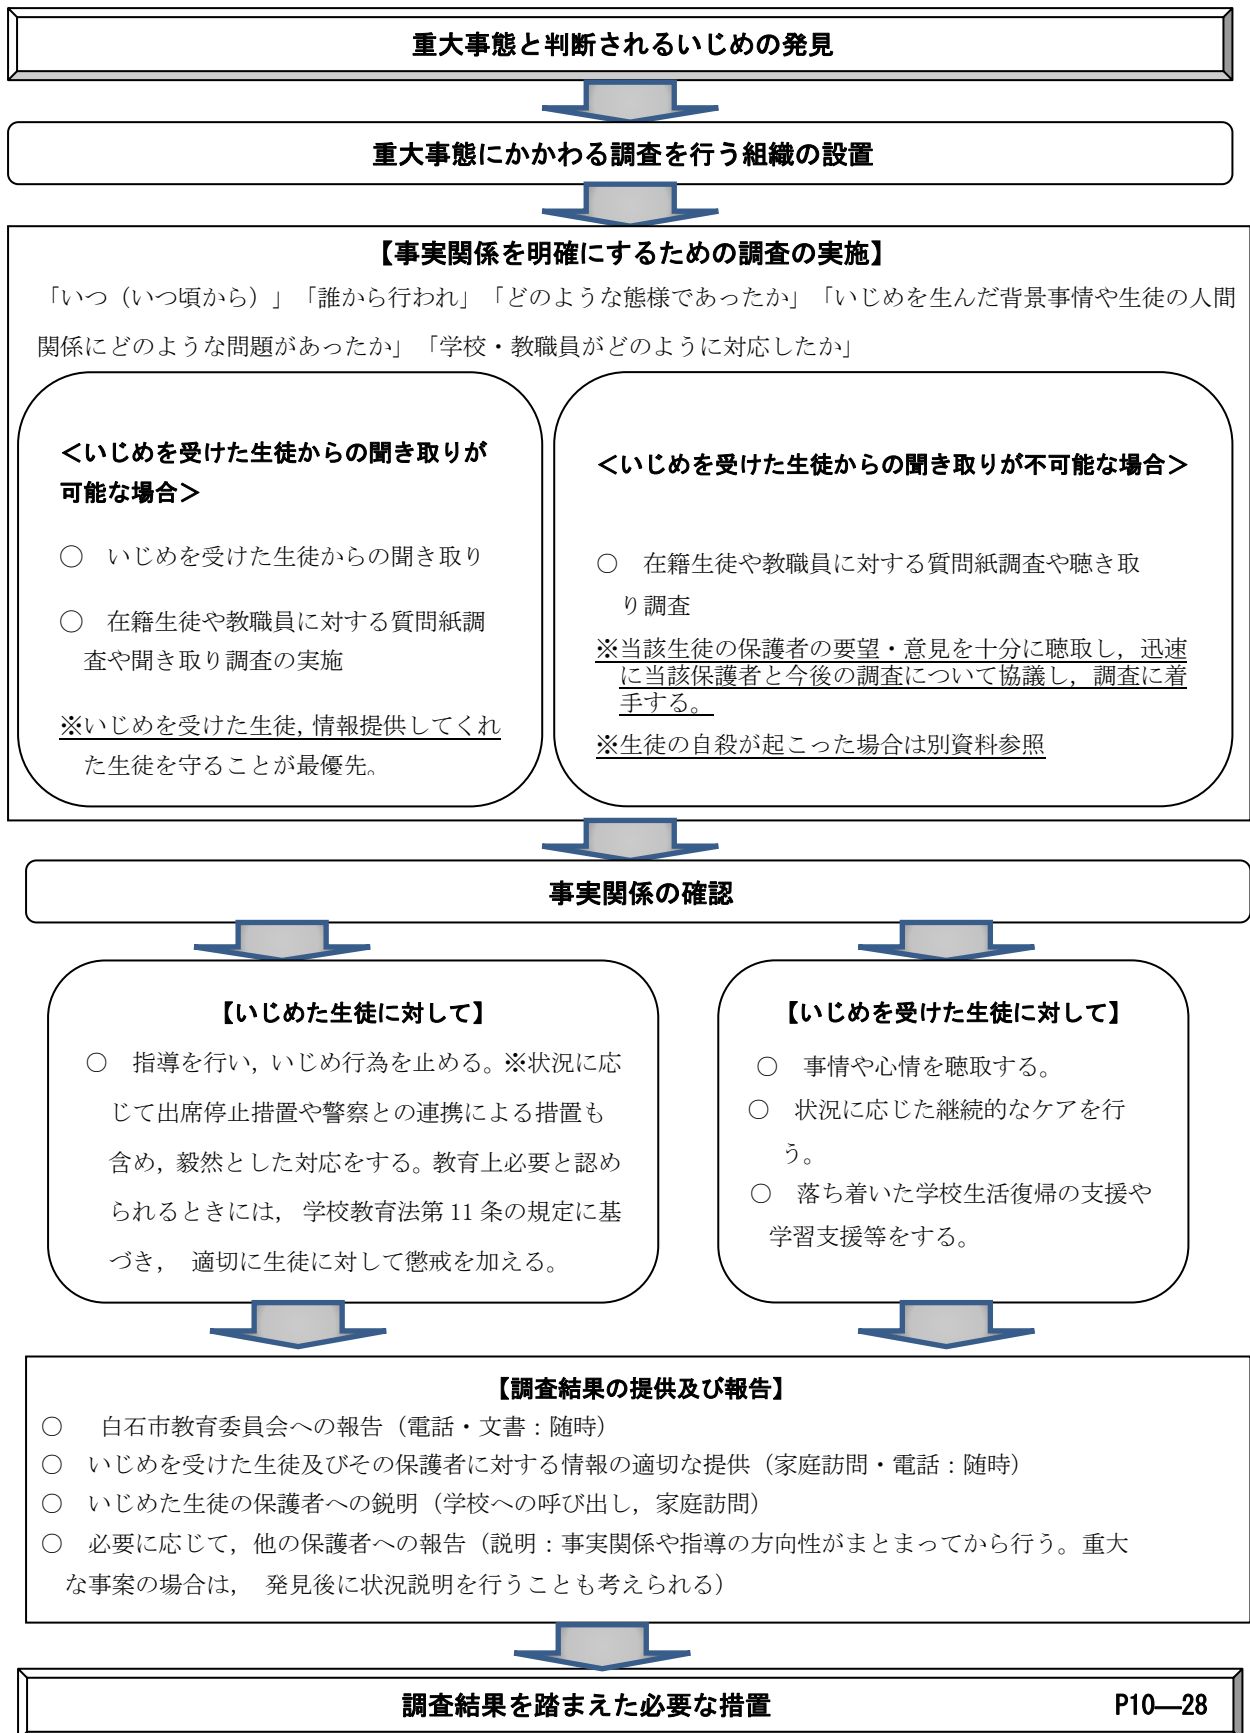 重大事態と判断されるいじめの発見
重大事態にかかわる調査を行う組織の設置
【事実関係を明確にするための調査の実施】
「いつ（いつ頃から）」「誰から行われ」「どのような態様であったか」「いじめを生んだ背景事情や生徒の人間
関係にどのような問題があったか」「学校・教職員がどのように対応したか」
＜いじめを受けた生徒からの聞き取りが
可能な場合＞
○　いじめを受けた生徒からの聞き取り
○　在籍生徒や教職員に対する質問紙調
査や聞き取り調査の実施
※いじめを受けた生徒，情報提供してくれ
た生徒を守ることが最優先。
＜いじめを受けた生徒からの聞き取りが不可能な場合＞
○　在籍生徒や教職員に対する質問紙調査や聴き取
り調査
※当該生徒の保護者の要望・意見を十分に聴取し，迅速
に当該保護者と今後の調査について協議し，調査に着
手する。
※生徒の自殺が起こった場合は別資料参照
事実関係の確認
【いじめた生徒に対して】
○　指導を行い，いじめ行為を止める。※状況に応
じて出席停止措置や警察との連携による措置も
含め，毅然とした対応をする。教育上必要と認め
られるときには，学校教育法第 11 条の規定に基
づき，　適切に生徒に対して懲戒を加える。
【いじめを受けた生徒に対して】
○　事情や心情を聴取する。
○　状況に応じた継続的なケアを行
う。
○　落ち着いた学校生活復帰の支援や
学習支援等をする。
【調査結果の提供及び報告】
○　白石市教育委員会への報告（電話・文書：随時）
○　いじめを受けた生徒及びその保護者に対する情報の適切な提供（家庭訪問・電話：随時）
○　いじめた生徒の保護者への鋭明（学校への呼び出し，家庭訪問）
○　必要に応じて，他の保護者への報告（説明：事実関係や指導の方向性がまとまってから行う。重大
な事案の場合は，　発見後に状況説明を行うことも考えられる）
調査結果を踏まえた必要な措置　P10―28